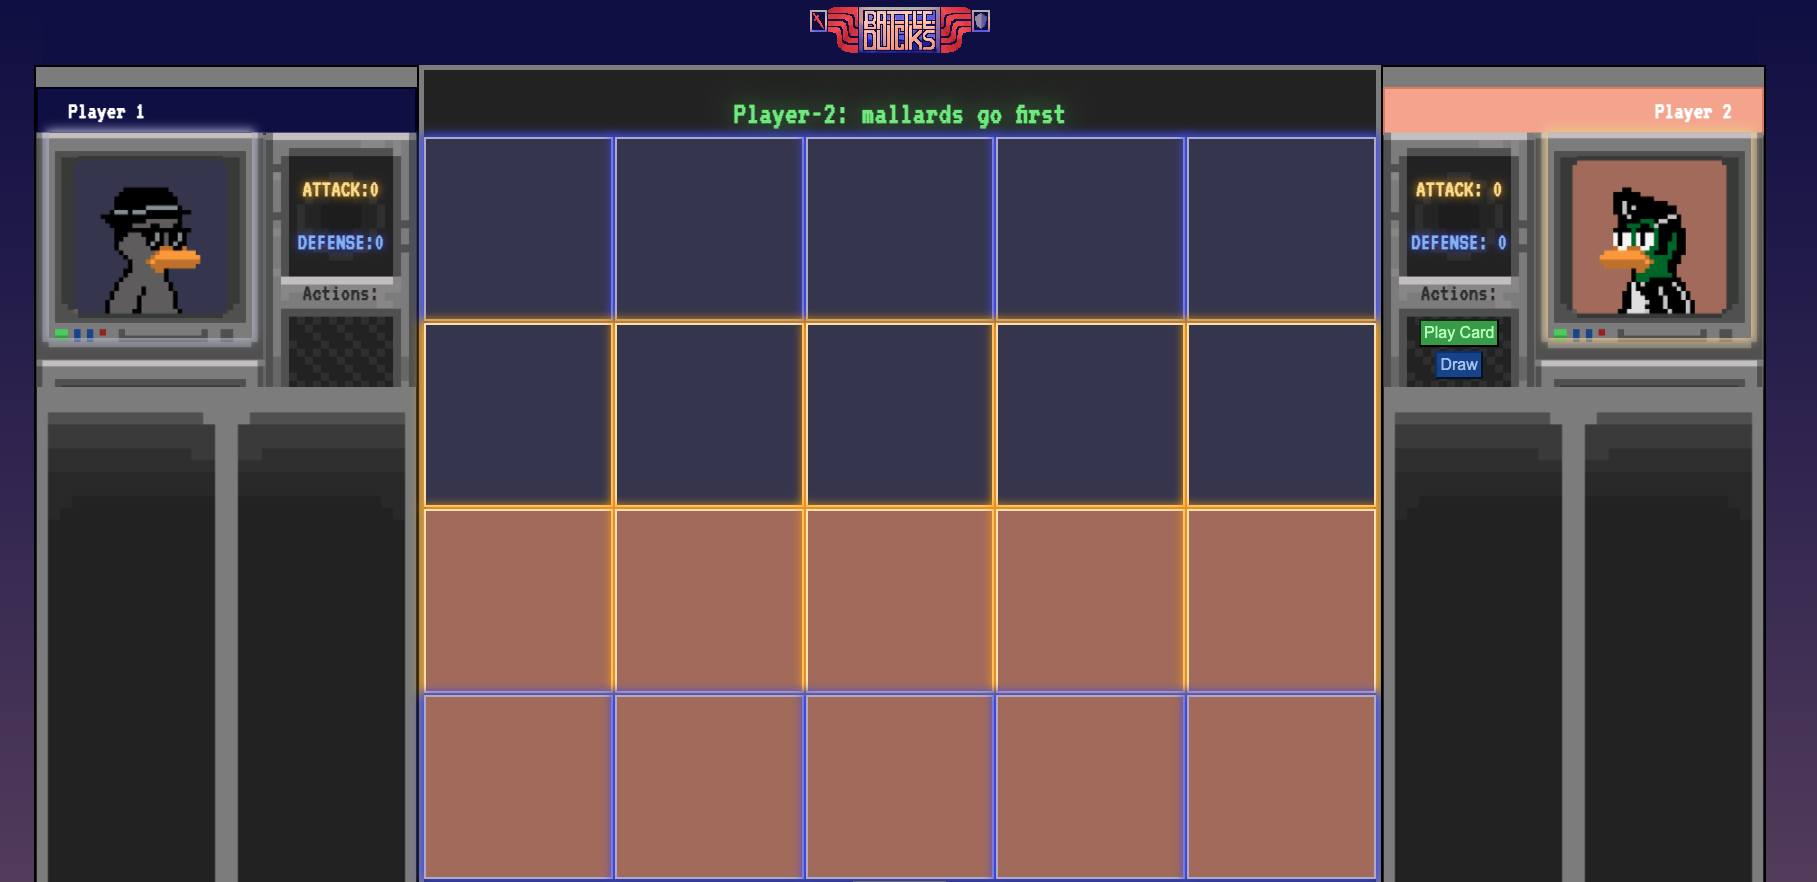 BATTLE
DUCKS
Player 1
Player-2: mallards go first
Player 2
ATTACK:0
DEFENSE:0
Actions:
ATTACK: 0
DEFENSE: 0
Actions:
Play Card
Draw